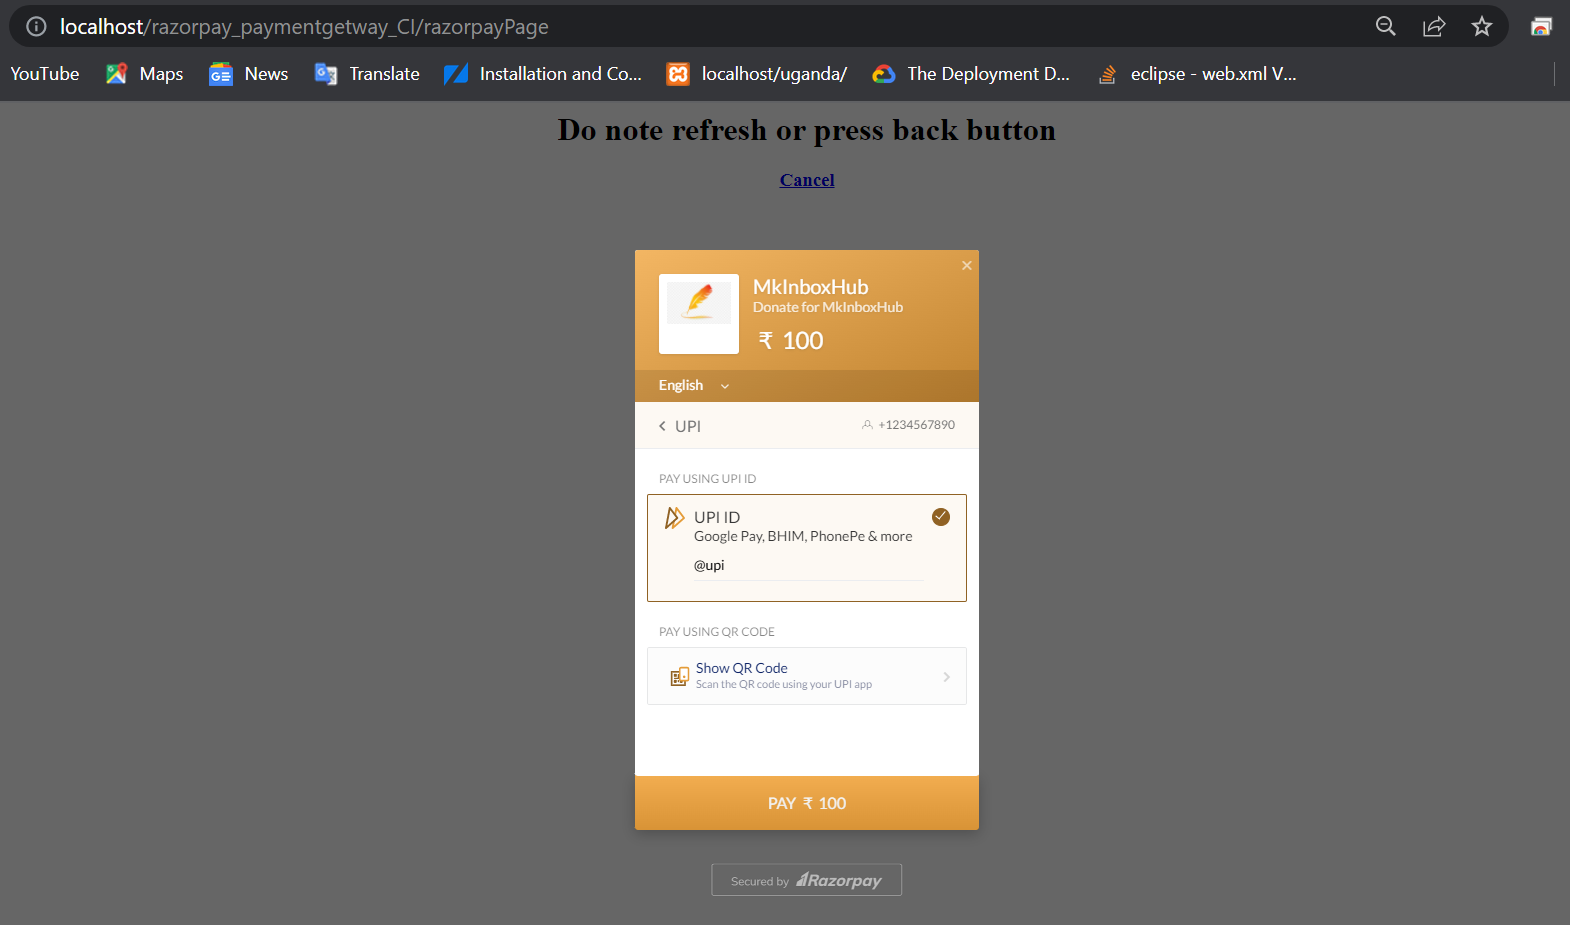 localhost/razorpay_paymentgetway_CI/razorpayPage
YouTube Maps News Translate Installation and Co... localhost/uganda/ The Deployment D... eclipse - web.xml V...
Do note refresh or press back button
Cancel
MkInboxHub
Donate for MkInboxHub
₹ 100
English
UPI +1234567890
PAY USING UPI ID
UPI ID
Google Pay, BHIM, PhonePe & more
@upi
PAY USING QR CODE
Show QR Code
Scan the QR code using your UPI app
PAY ₹ 100
Secured by Razorpay